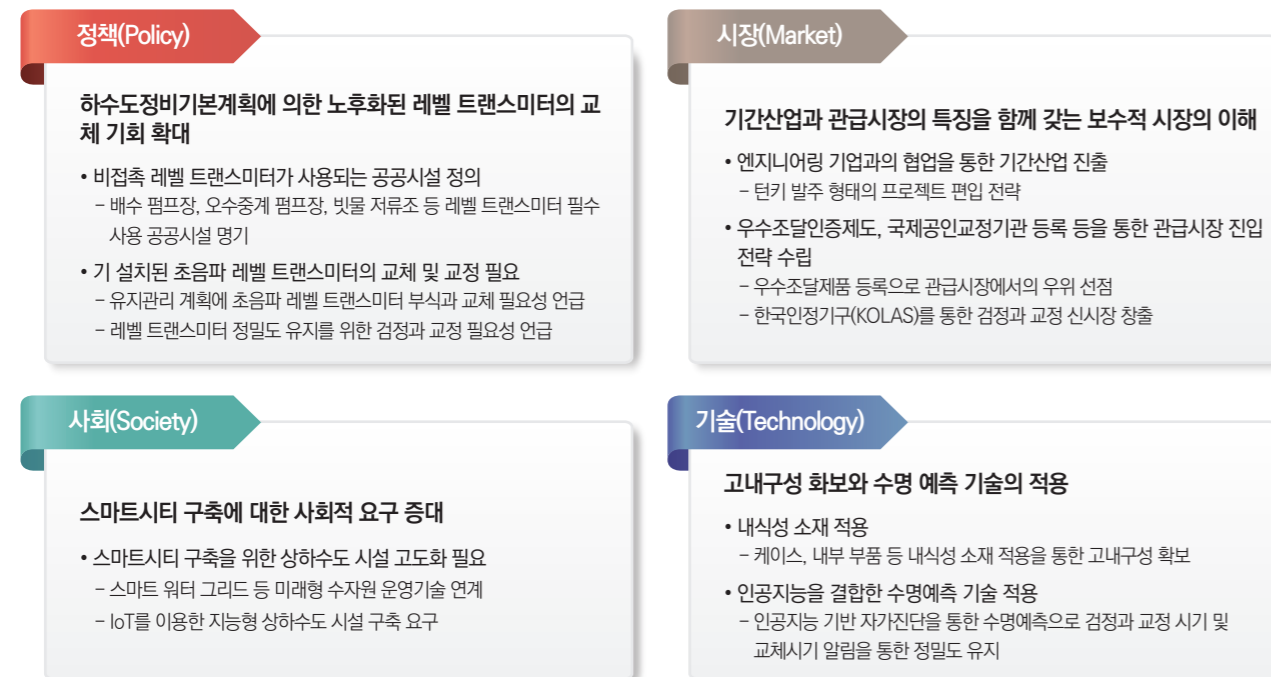 정책(Policy)
하수도정비기본계획에 의한 노후화된 레벨 트랜스미터의 교
체 기회 확대
• 비접촉 레벨 트랜스미터가 사용되는 공공시설 정의
– 배수 펌프장, 오수중계 펌프장, 빗물 저류조 등 레벨 트랜스미터 필수
사용 공공시설 명기
• 기 설치된 초음파 레벨 트랜스미터의 교체 및 교정 필요
– 유지관리 계획에 초음파 레벨 트랜스미터 부식과 교체 필요성 언급
– 레벨 트랜스미터 정밀도 유지를 위한 검정과 교정 필요성 언급
시장(Market)
기간산업과 관급시장의 특징을 함께 갖는 보수적 시장의 이해
• 엔지니어링 기업과의 협업을 통한 기간산업 진출
– 턴키 발주 형태의 프로젝트 편입 전략
• 우수조달인증제도, 국제공인교정기관 등록 등을 통한 관급시장 진입
전략 수립
– 우수조달제품 등록으로 관급시장에서의 우위 선점
– 한국인정기구(KOLAS)를 통한 검정과 교정 신시장 창출
사회(Society)
스마트시티 구축에 대한 사회적 요구 증대
• 스마트시티 구축을 위한 상하수도 시설 고도화 필요
– 스마트 워터 그리드 등 미래형 수자원 운영기술 연계
– IoT를 이용한 지능형 상하수도 시설 구축 요구
기술(Technology)
고내구성 화보와 수명 예측 기술의 적용
• 내식성 소재 적용
– 케이스, 내부 부품 등 내식성 소재 적용을 통한 고내구성 확보
• 인공지능을 결합한 수명예측 기술 적용
– 인공지능 기반 자가진단을 통한 수명예측으로 검정과 교정 시기 및
교체시기 알림을 통한 정밀도 유지